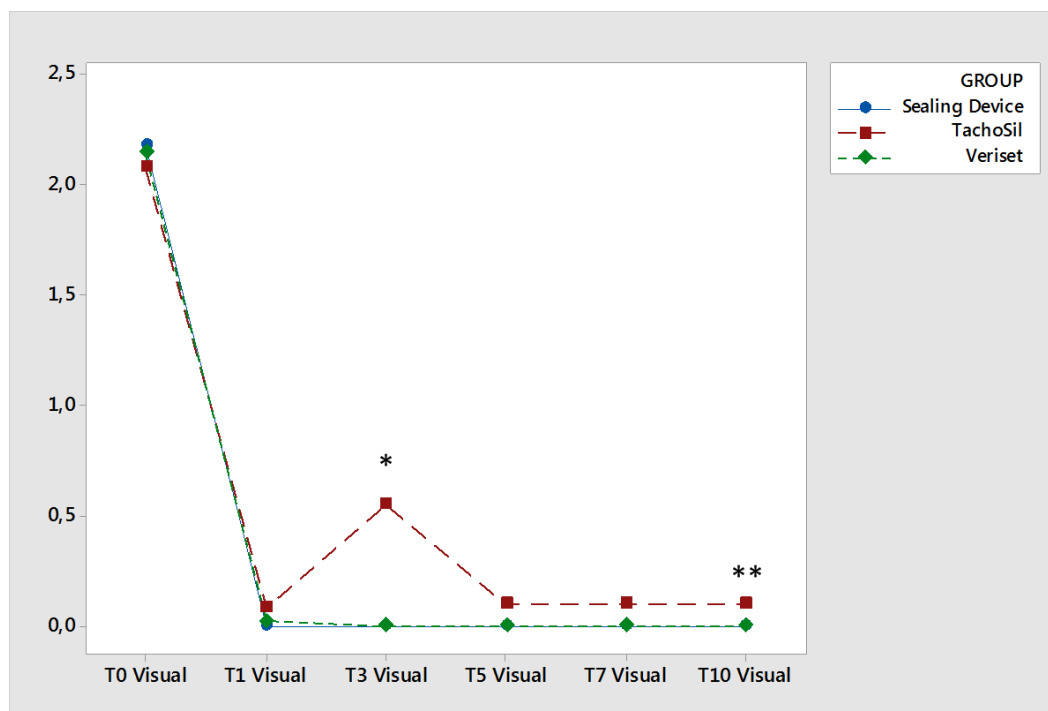 2,5
2,0
1,5
1,0
0,5
0,0
*
**
T0 Visual T1 Visual T3 Visual T5 Visual T7 Visual T10 Visual
GROUP
Sealing Device
TachoSil
Veriset